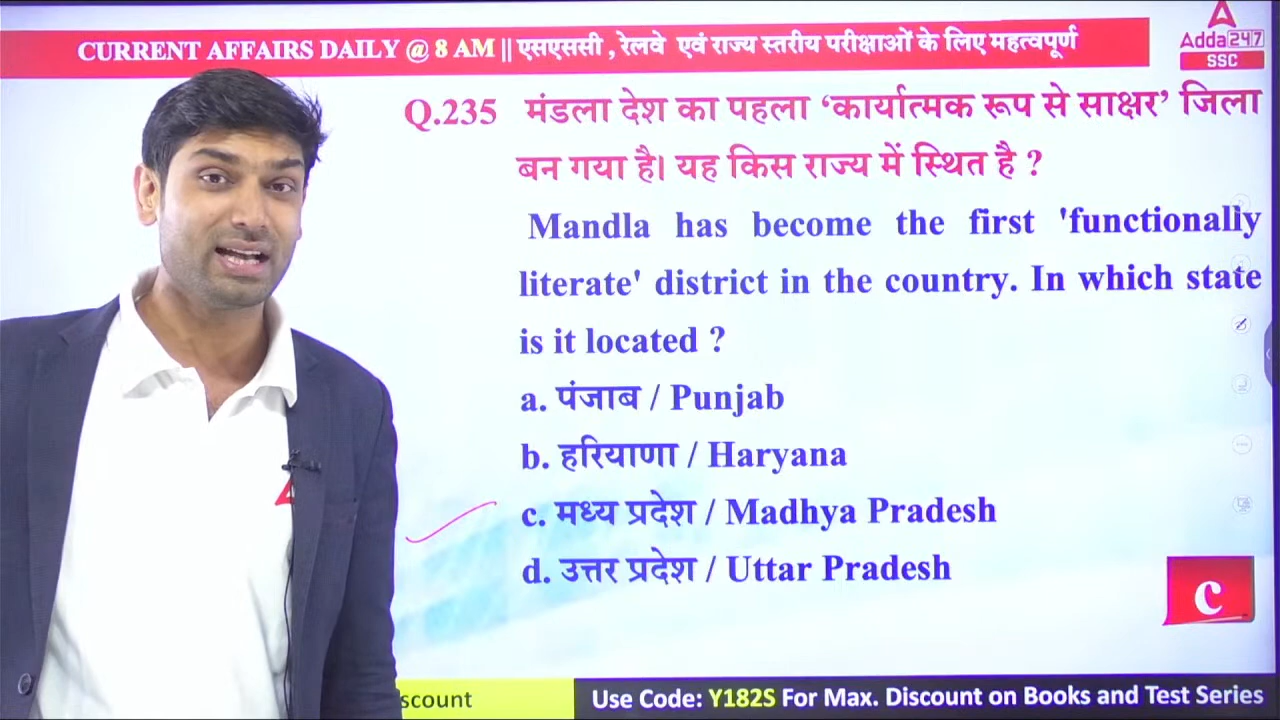 CURRENT AFFAIRS DAILY @ 8 AM || एसएससी , रेलवे एवं राज्य स्तरीय परीक्षाओं के लिए महत्वपूर्ण
Adda247
SSC
Q.235 मंडला देश का पहला ‘कार्यात्मक रूप से साक्षर’ जिला
बन गया है। यह किस राज्य में स्थित है ?
Mandla has become the first 'functionally
literate' district in the country. In which state
is it located ?
a. पंजाब / Punjab
b. हरियाणा / Haryana
c. मध्य प्रदेश / Madhya Pradesh
d. उत्तर प्रदेश / Uttar Pradesh
c
scount
Use Code: Y182S For Max. Discount on Books and Test Series